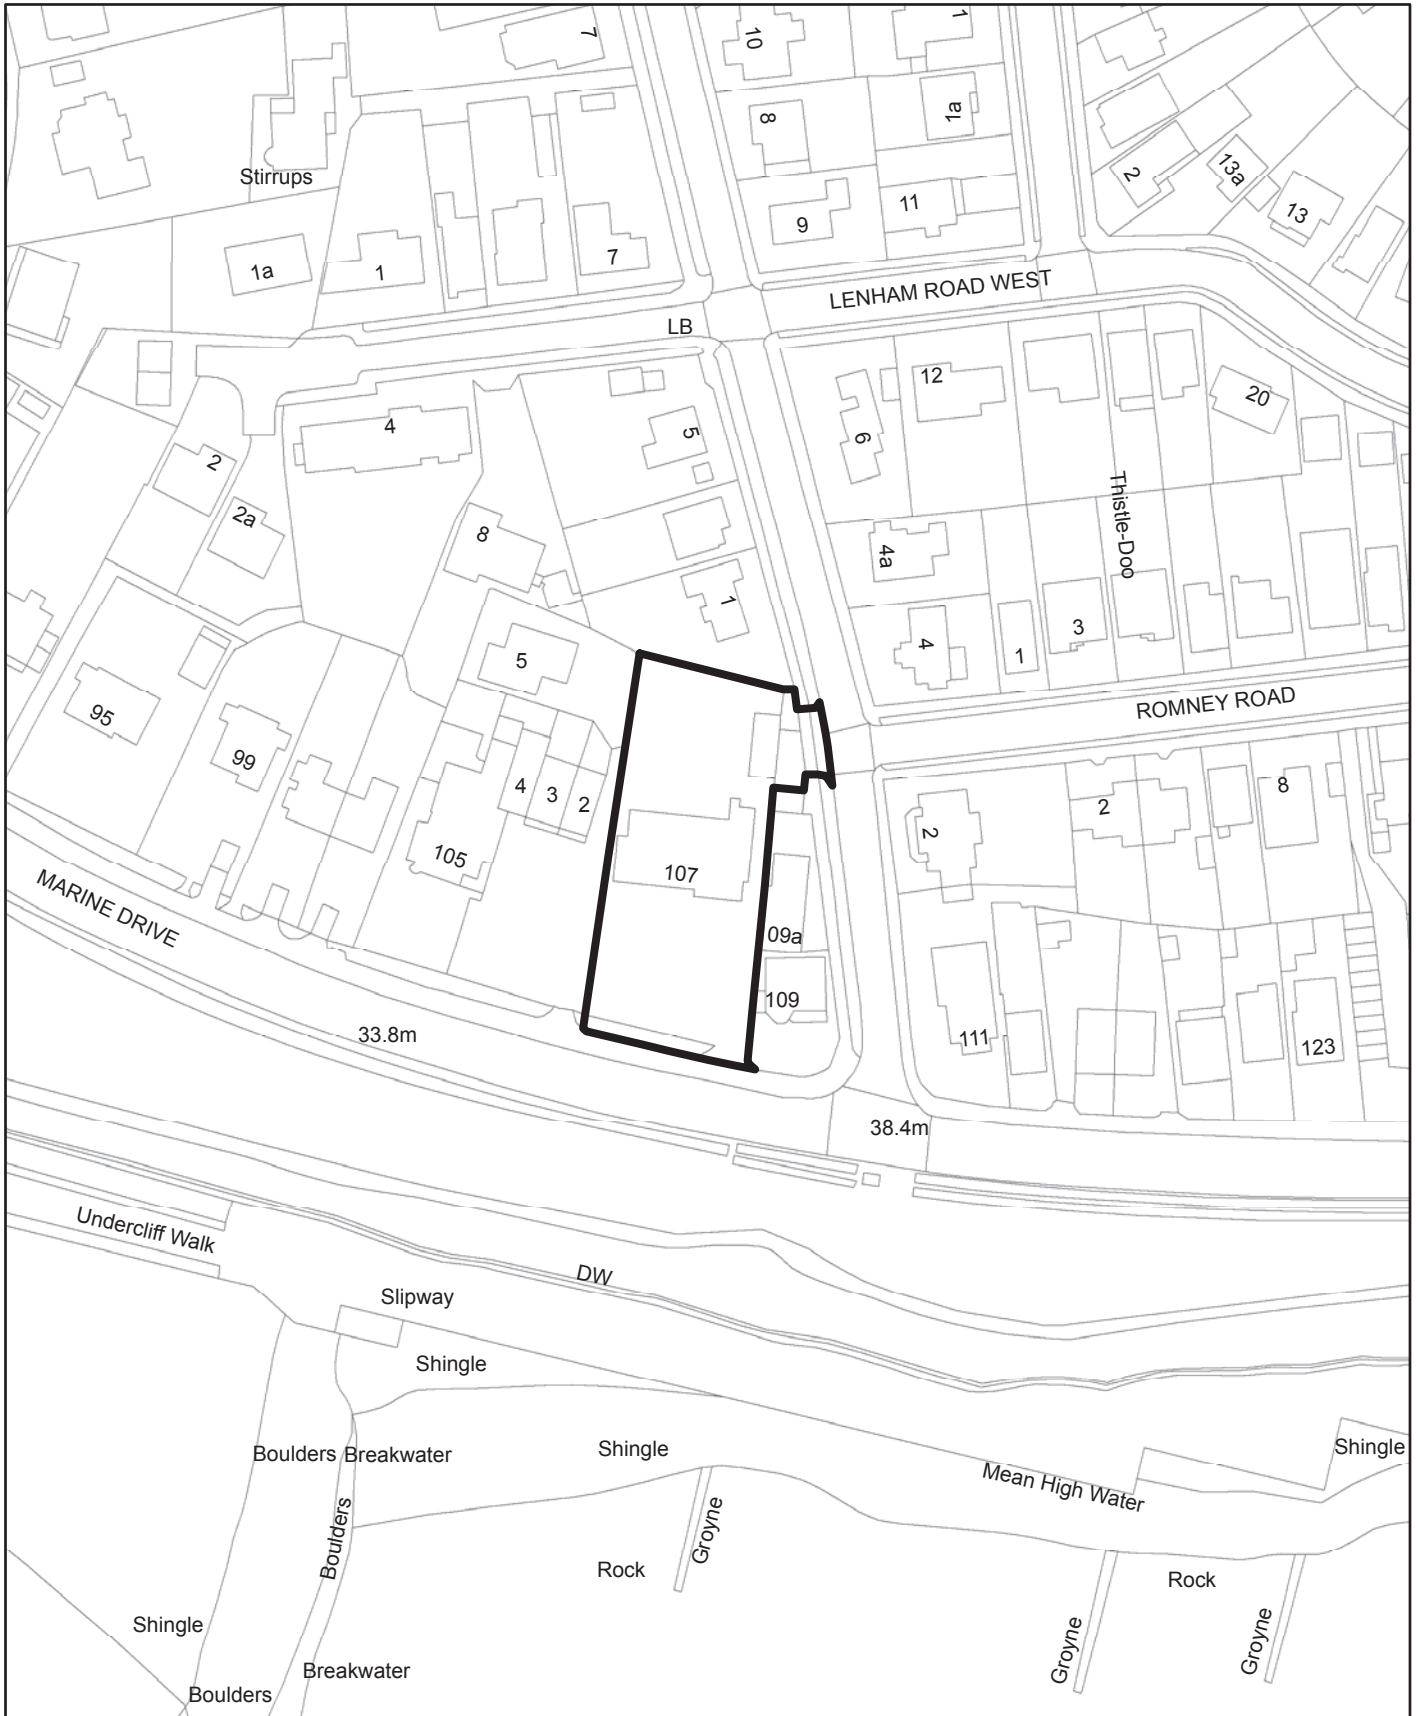 7
10
1
Stirrups
8
1a
2
13a
13
1a
1
7
9
11
LENHAM ROAD WEST
LB
4
5
6
12
20
2
2a
8
4a
Thistle-Doo
1
4
1
3
5
ROMNEY ROAD
95
99
105
4
3
2
107
2
2
8
09a
109
111
123
MARINE DRIVE
33.8m
38.4m
Undercliff Walk
DW
Slipway
Shingle
Boulders
Breakwater
Shingle
Shingle
Mean High Water
Boulders
Groyne
Rock
Rock
Shingle
Groyne
Groyne
Breakwater
Boulders